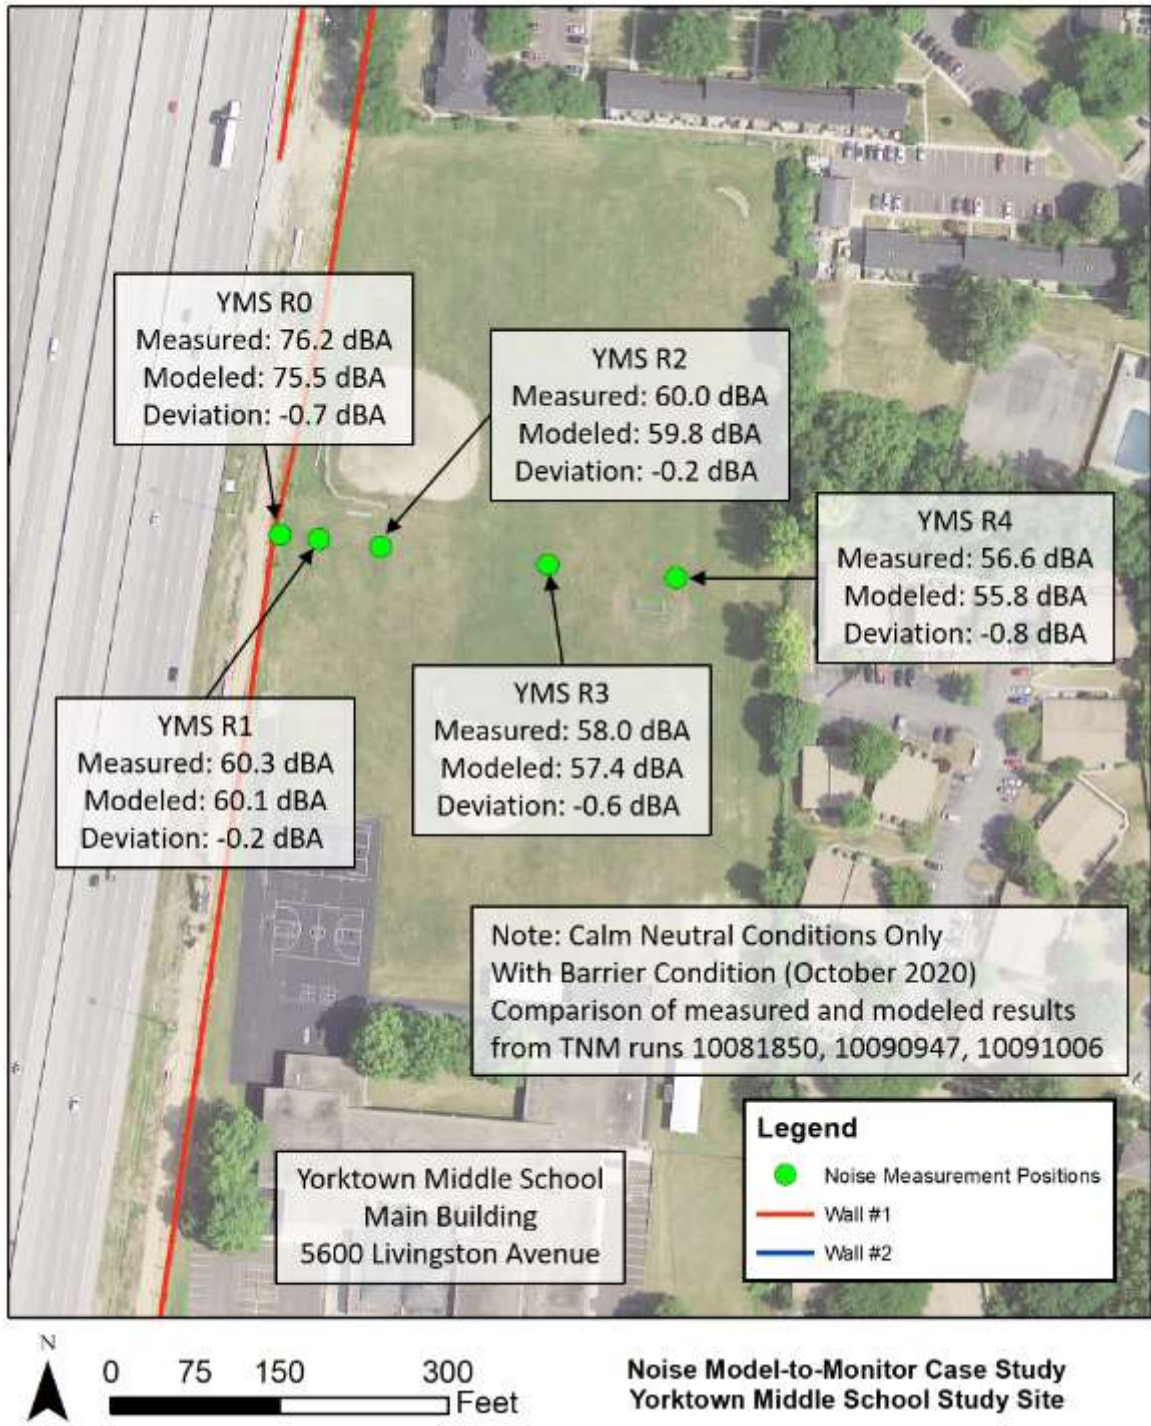 YMS R0
Measured: 76.2 dBA
Modeled: 75.5 dBA
Deviation: -0.7 dBA
YMS R2
Measured: 60.0 dBA
Modeled: 59.8 dBA
Deviation: -0.2 dBA
YMS R4
Measured: 56.6 dBA
Modeled: 55.8 dBA
Deviation: -0.8 dBA
YMS R1
Measured: 60.3 dBA
Modeled: 60.1 dBA
Deviation: -0.2 dBA
YMS R3
Measured: 58.0 dBA
Modeled: 57.4 dBA
Deviation: -0.6 dBA
Note: Calm Neutral Conditions Only
With Barrier Condition (October 2020)
Comparison of measured and modeled results
from TNM runs 10081850, 10090947, 10091006
Yorktown Middle School
Main Building
5600 Livingston Avenue
Legend
Noise Measurement Positions
Wall #1
Wall #2
N
0 75 150 300
Feet
Noise Model-to-Monitor Case Study
Yorktown Middle School Study Site